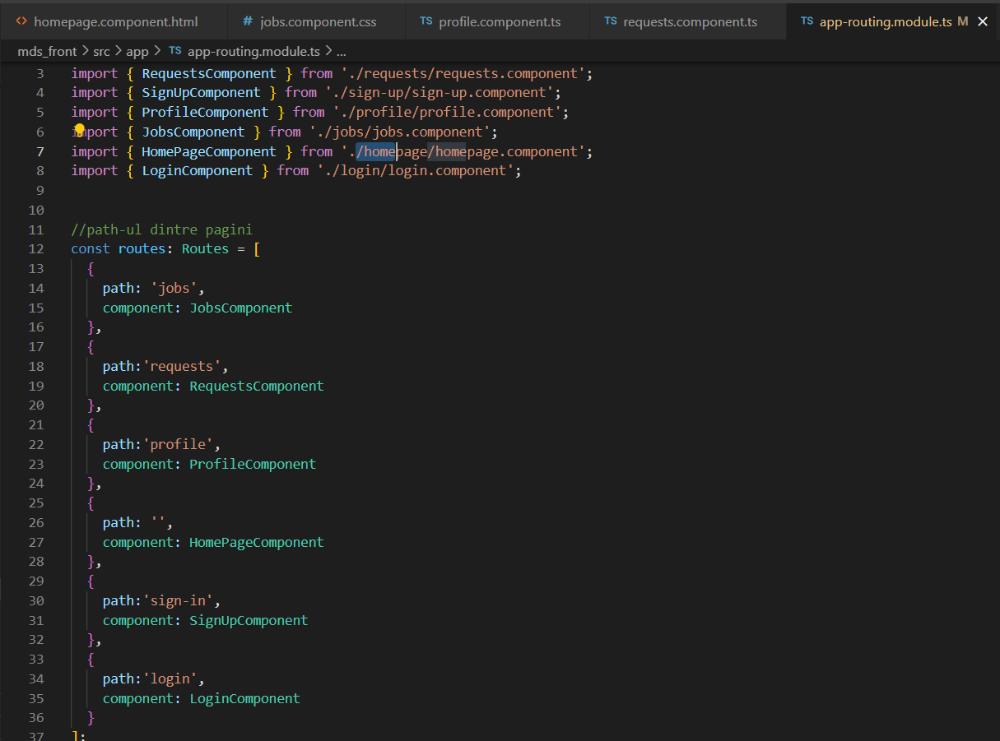 <> homepage.component.html # jobs.component.css TS profile.component.ts TS requests.component.ts TS app-routing.module.ts M ×
mds_front > src > app > TS app-routing.module.ts > ...
3 import { RequestsComponent } from './requests/requests.component';
4 import { SignUpComponent } from './sign-up/sign-up.component';
5 import { ProfileComponent } from './profile/profile.component';
6 import { JobsComponent } from './jobs/jobs.component';
7 import { HomePageComponent } from './homepage/homepage.component';
8 import { LoginComponent } from './login/login.component';
9
10
11 //path-ul dintre pagini
12 const routes: Routes = [
13 {
14 path: 'jobs',
15 component: JobsComponent
16 },
17 {
18 path:'requests',
19 component: RequestsComponent
20 },
21 {
22 path:'profile',
23 component: ProfileComponent
24 },
25 {
26 path: '',
27 component: HomePageComponent
28 },
29 {
30 path:'sign-in',
31 component: SignUpComponent
32 },
33 {
34 path:'login',
35 component: LoginComponent
36 }
37 ];